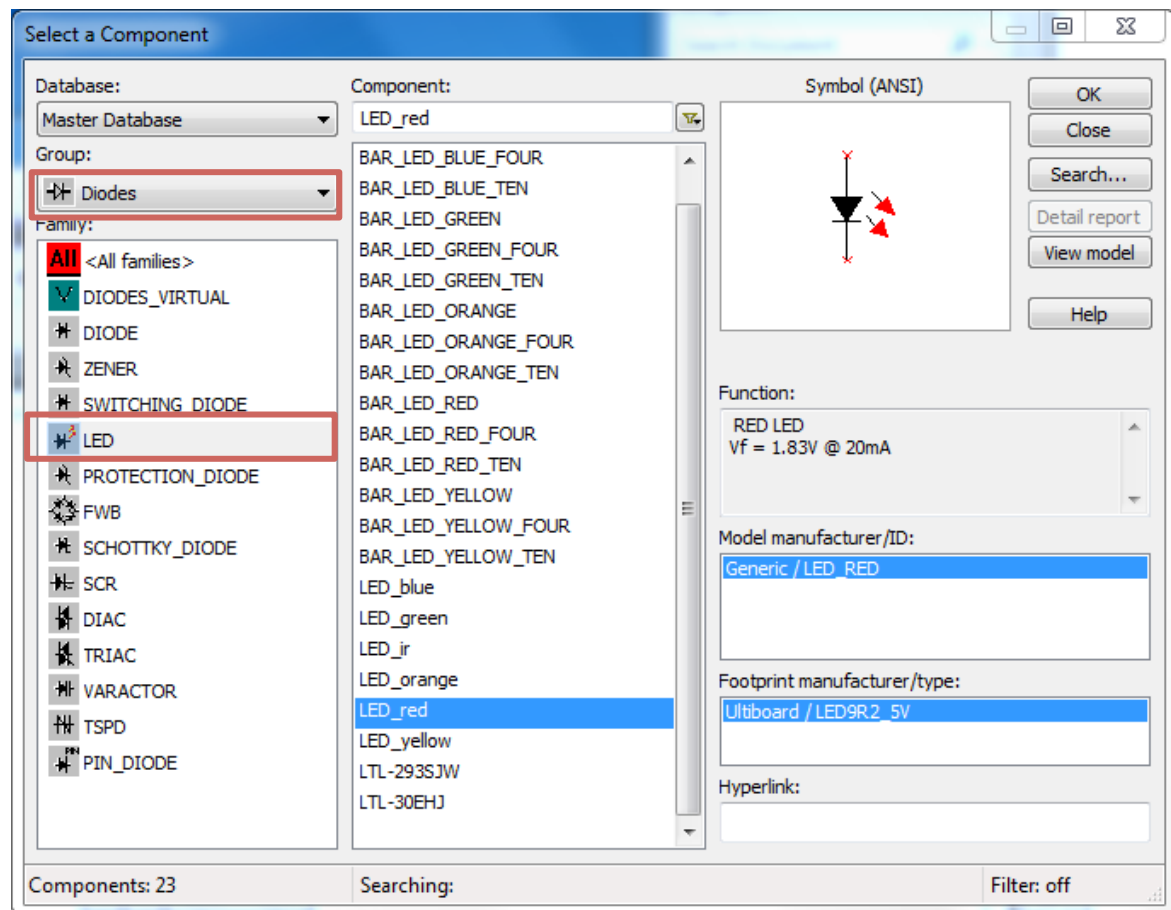 Select a Component
Database:
Master Database
Group:
Diodes
Family:
All <All families>
DIODES_VIRTUAL
DIODE
ZENER
SWITCHING_DIODE
LED
PROTECTION_DIODE
FWB
SCHOTTKY_DIODE
SCR
DIAC
TRIAC
VARACTOR
TSPD
PIN PIN_DIODE
Component:
LED_red
BAR_LED_BLUE_FOUR
BAR_LED_BLUE_TEN
BAR_LED_GREEN
BAR_LED_GREEN_FOUR
BAR_LED_GREEN_TEN
BAR_LED_ORANGE
BAR_LED_ORANGE_FOUR
BAR_LED_ORANGE_TEN
BAR_LED_RED
BAR_LED_RED_FOUR
BAR_LED_RED_TEN
BAR_LED_YELLOW
BAR_LED_YELLOW_FOUR
BAR_LED_YELLOW_TEN
LED_blue
LED_green
LED_ir
LED_orange
LED_red
LED_yellow
LTL-293SJW
LTL-30EHJ
Symbol (ANSI)
OK
Close
Search...
Detail report
View model
Help
Function:
RED LED
Vf = 1.83V @ 20mA
Model manufacturer/ID:
Generic / LED_RED
Footprint manufacturer/type:
Ultiboard / LED9R2_5V
Hyperlink:
Components: 23
Searching:
Filter: off